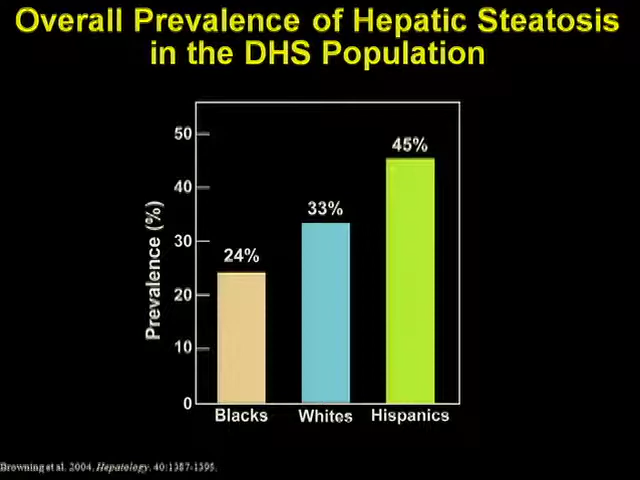 Overall Prevalence of Hepatic Steatosis
in the DHS Population
50
40
30
20
10
0
Prevalence (%)
24%
33%
45%
Blacks
Whites
Hispanics
Browning et al. 2004, Hepatology, 40:1387-1395.